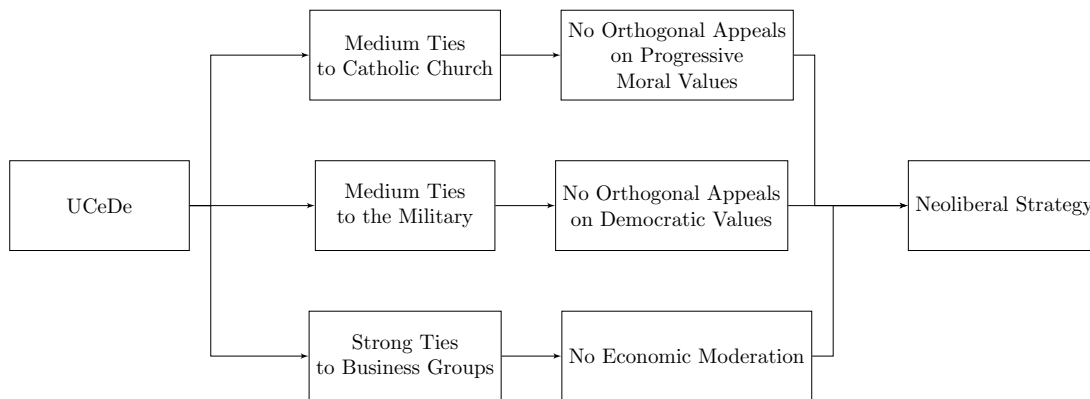 Medium Ties
to Catholic Church
No Orthogonal Appeals
on Progressive
Moral Values
UCeDe
Medium Ties
to the Military
No Orthogonal Appeals
on Democratic Values
Neoliberal Strategy
Strong Ties
to Business Groups
No Economic Moderation